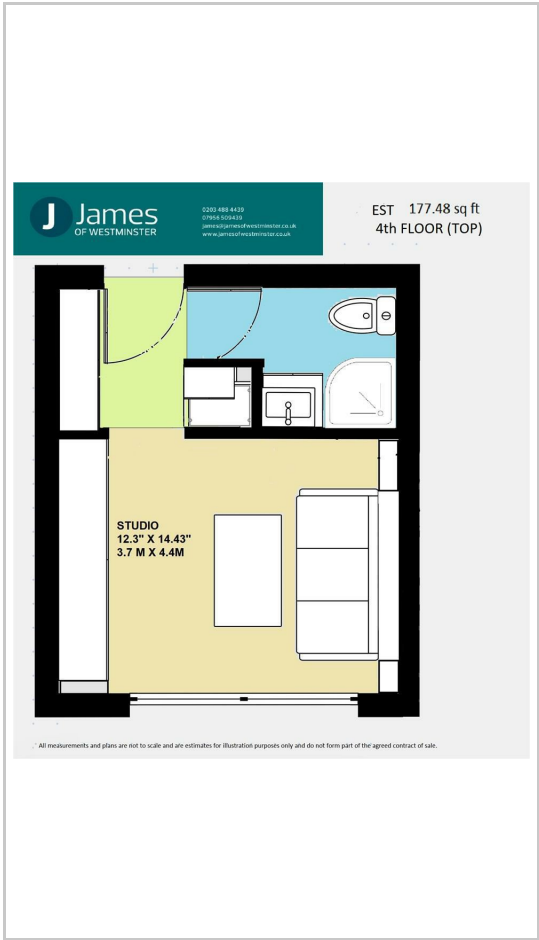 J James
OF WESTMINSTER
0203 488 4439
07956 509439
james@jamesofwestminster.co.uk
www.jamesofwestminster.co.uk
EST 177.48 sq ft
4th FLOOR (TOP)
STUDIO
12.3" X 14.43"
3.7 M X 4.4M
All measurements and plans are not to scale and are estimates for illustration purposes only and do not form part of the agreed contract of sale.